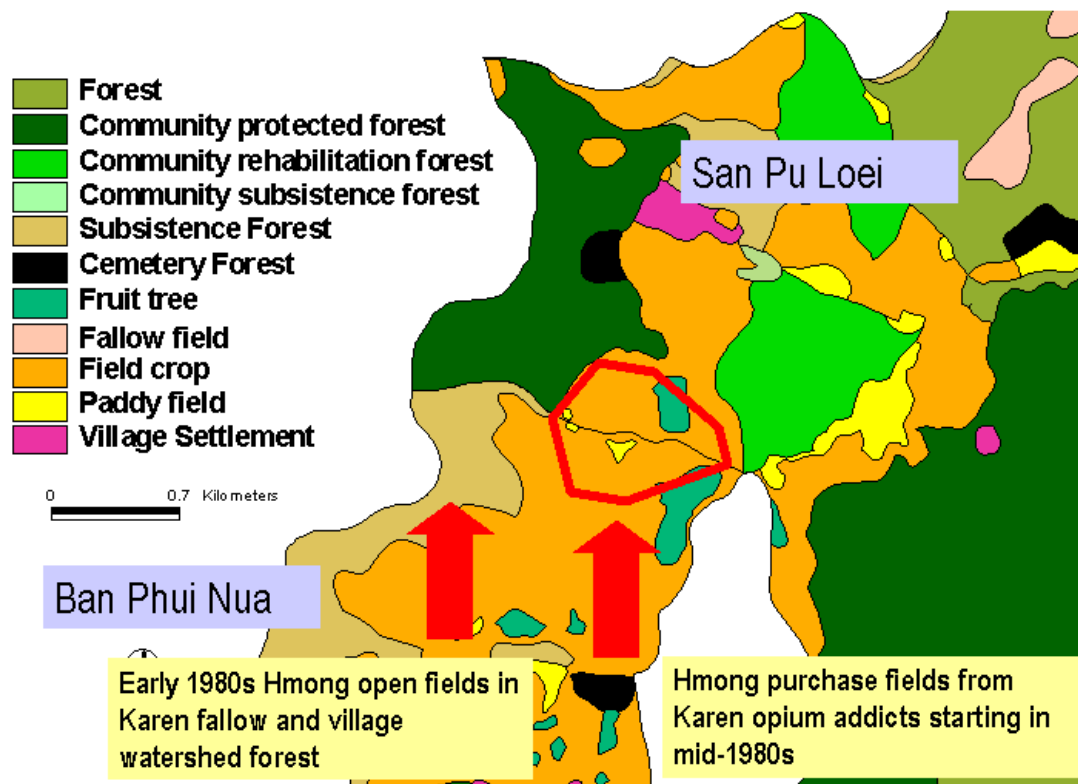 Forest
Community protected forest
Community rehabilitation forest
Community subsistence forest
Subsistence Forest
Cemetery Forest
Fruit tree
Fallow field
Field crop
Paddy field
Village Settlement
0 0.7 Kilometers
San Pu Loei
Ban Phui Nua
Early 1980s Hmong open fields in
Karen fallow and village
watershed forest
Hmong purchase fields from
Karen opium addicts starting in
mid-1980s